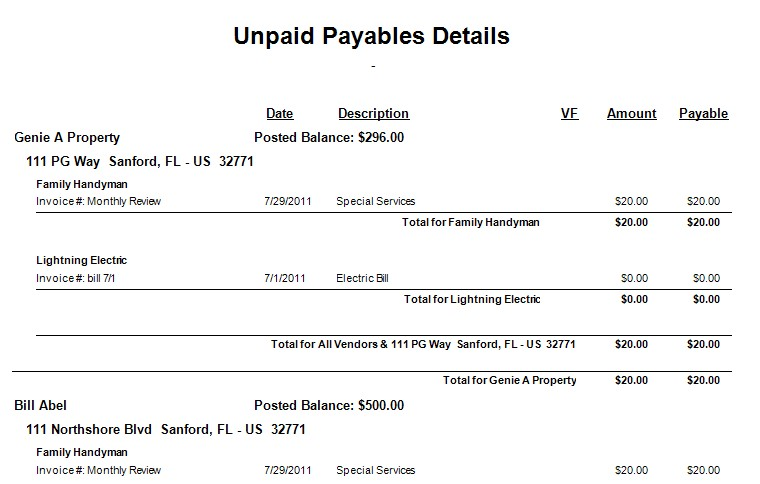 Unpaid Payables Details
-
Date Description VF Amount Payable
Genie A Property Posted Balance: $296.00
111 PG Way Sanford, FL - US 32771
Family Handyman
Invoice #: Monthly Review 7/29/2011 Special Services $20.00 $20.00
Total for Family Handyman $20.00 $20.00
Lightning Electric
Invoice #: bill 7/1 7/1/2011 Electric Bill $0.00 $0.00
Total for Lightning Electric $0.00 $0.00
Total for All Vendors & 111 PG Way Sanford, FL - US 32771 $20.00 $20.00
Total for Genie A Property $20.00 $20.00
Bill Abel Posted Balance: $500.00
111 Northshore Blvd Sanford, FL - US 32771
Family Handyman
Invoice #: Monthly Review 7/29/2011 Special Services $20.00 $20.00